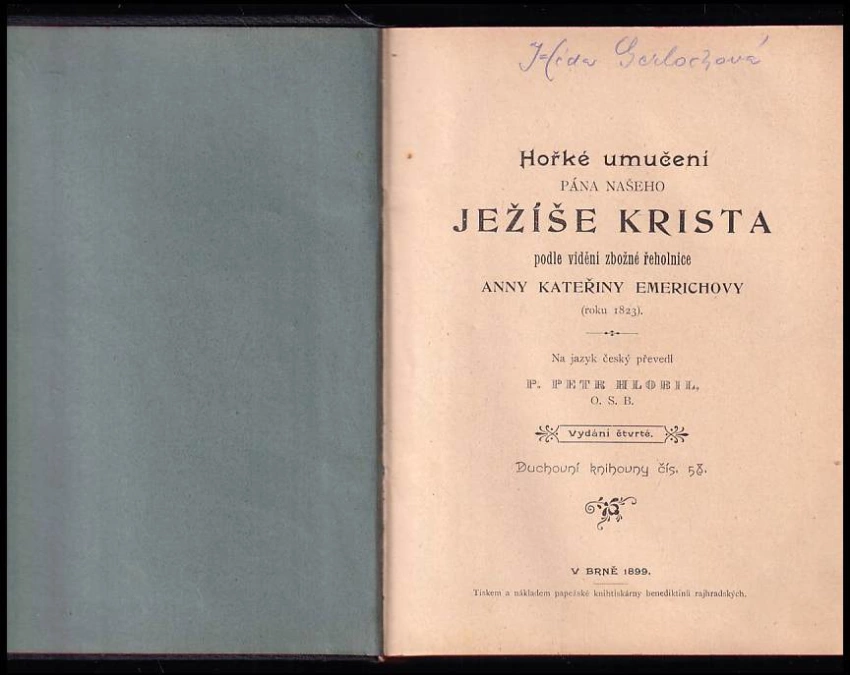 Gerlochová
Hořké umučení
PÁNA NAŠEHO
JEŽÍŠE KRISTA
podle vidění zbožné řeholnice
ANNY KATEŘINY EMERICHOVY
(roku 1823).
Na jazyk český převedl
P. PETR HLOBIL,
O. S. B.
Vydání čtvrté.
Duchovní knihovny čís.
V BRNĚ 1899.
Tiskem a nákladem papežské knihtiskárny benediktinů rajhradských.